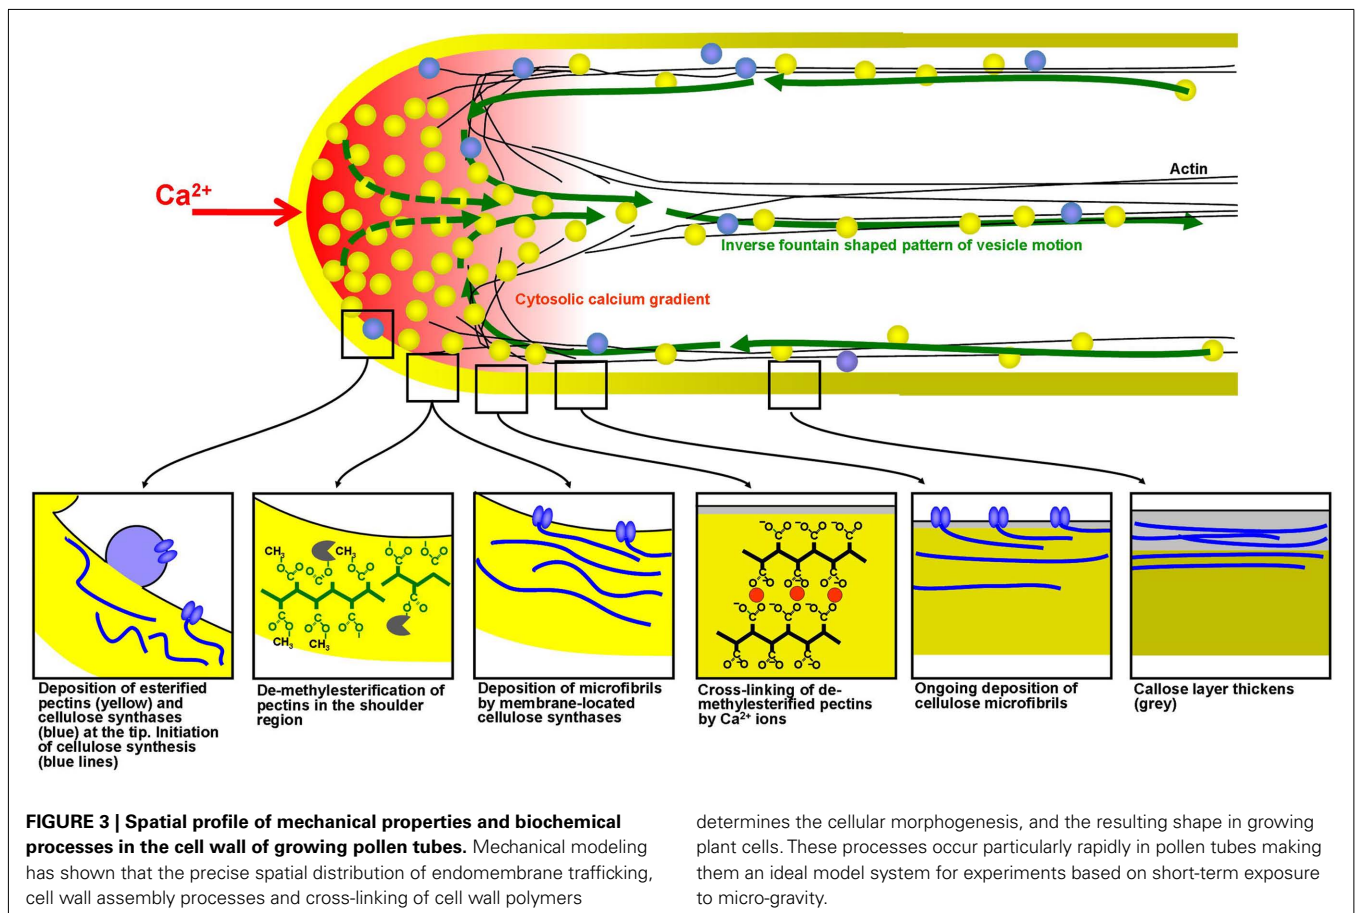 Ca²⁺
Actin
Inverse fountain shaped pattern of vesicle motion
Cytosolic calcium gradient
CH₃
CH₃
CH₃
CH₃
Deposition of esterified
pectins (yellow) and
cellulose synthases
(blue) at the tip. Initiation
of cellulose synthesis
(blue lines)
De-methylesterification of
pectins in the shoulder
region
Deposition of microfibrils
by membrane-located
cellulose synthases
Cross-linking of de-
methylesterified pectins
by Ca²⁺ ions
Ongoing deposition of
cellulose microfibrils
Callose layer thickens
(grey)
FIGURE 3 | Spatial profile of mechanical properties and biochemical
processes in the cell wall of growing pollen tubes. Mechanical modeling
has shown that the precise spatial distribution of endomembrane trafficking,
cell wall assembly processes and cross-linking of cell wall polymers
determines the cellular morphogenesis, and the resulting shape in growing
plant cells. These processes occur particularly rapidly in pollen tubes making
them an ideal model system for experiments based on short-term exposure
to micro-gravity.